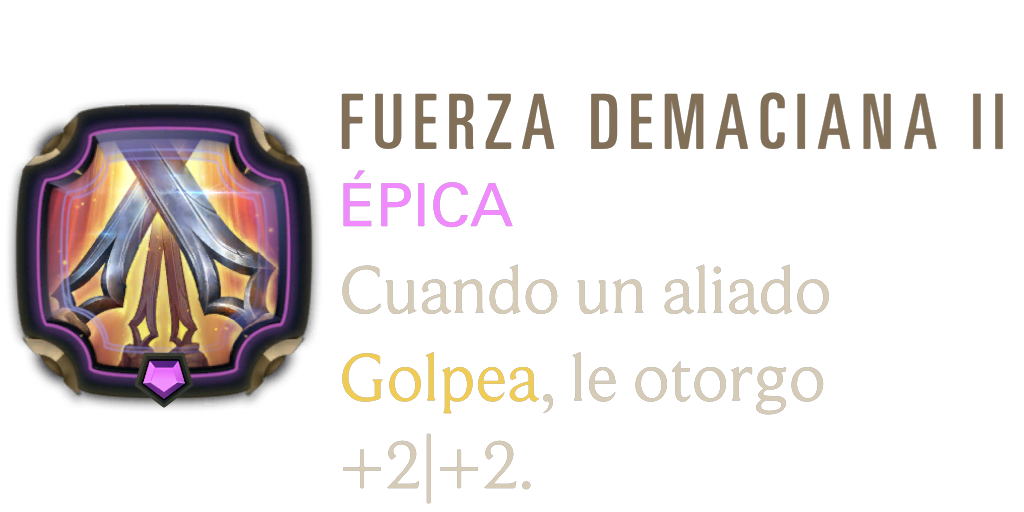 FUERZA DEMACIANA II
ÉPICA
Cuando un aliado
Golpea, le otorgo
+2|+2.